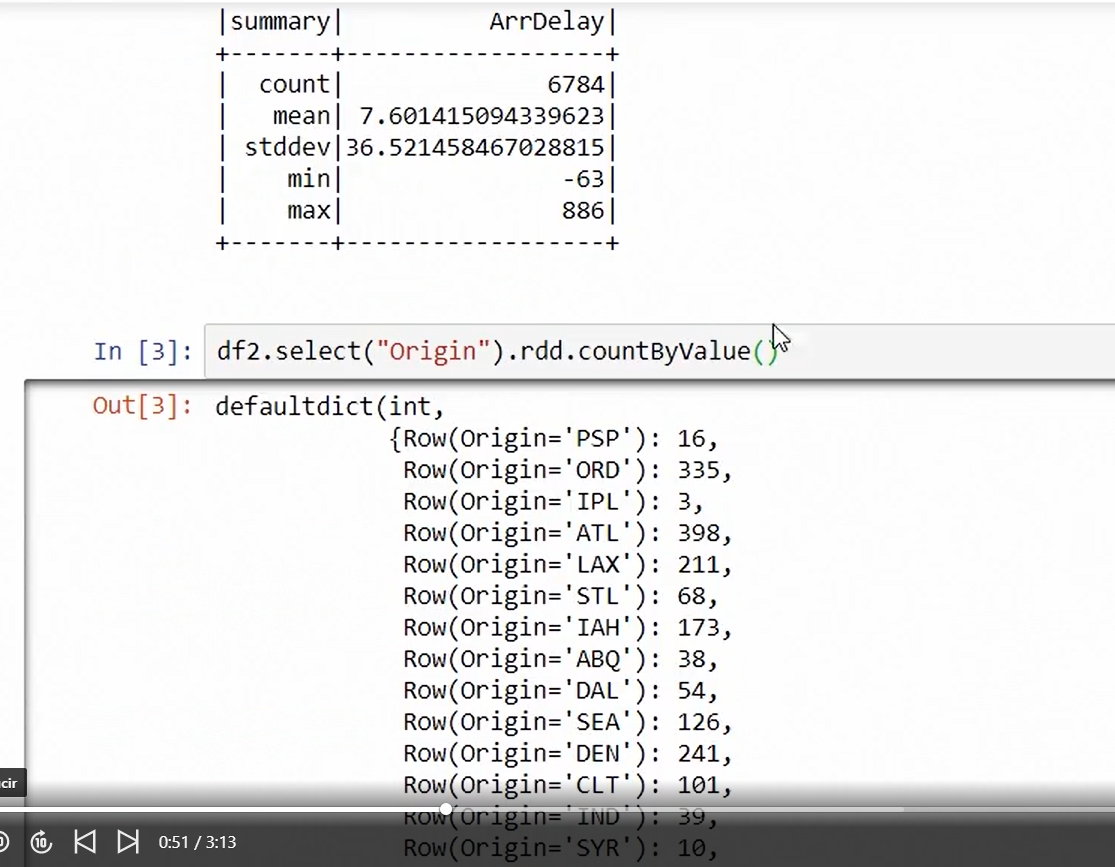 |summary|          ArrDelay|
+-------+------------------+
|  count|              6784|
|   mean| 7.601415094339623|
| stddev|36.521458467028815|
|    min|               -63|
|    max|               886|
+-------+------------------+
In [3]: df2.select("Origin").rdd.countByValue()
Out[3]: defaultdict(int,
{Row(Origin='PSP'): 16,
Row(Origin='ORD'): 335,
Row(Origin='IPL'): 3,
Row(Origin='ATL'): 398,
Row(Origin='LAX'): 211,
Row(Origin='STL'): 68,
Row(Origin='IAH'): 173,
Row(Origin='ABQ'): 38,
Row(Origin='DAL'): 54,
Row(Origin='SEA'): 126,
Row(Origin='DEN'): 241,
Row(Origin='CLT'): 101,
cir
Row(Origin='IND'): 39,
Row(Origin='SYR'): 10,
10
0:51 / 3:13